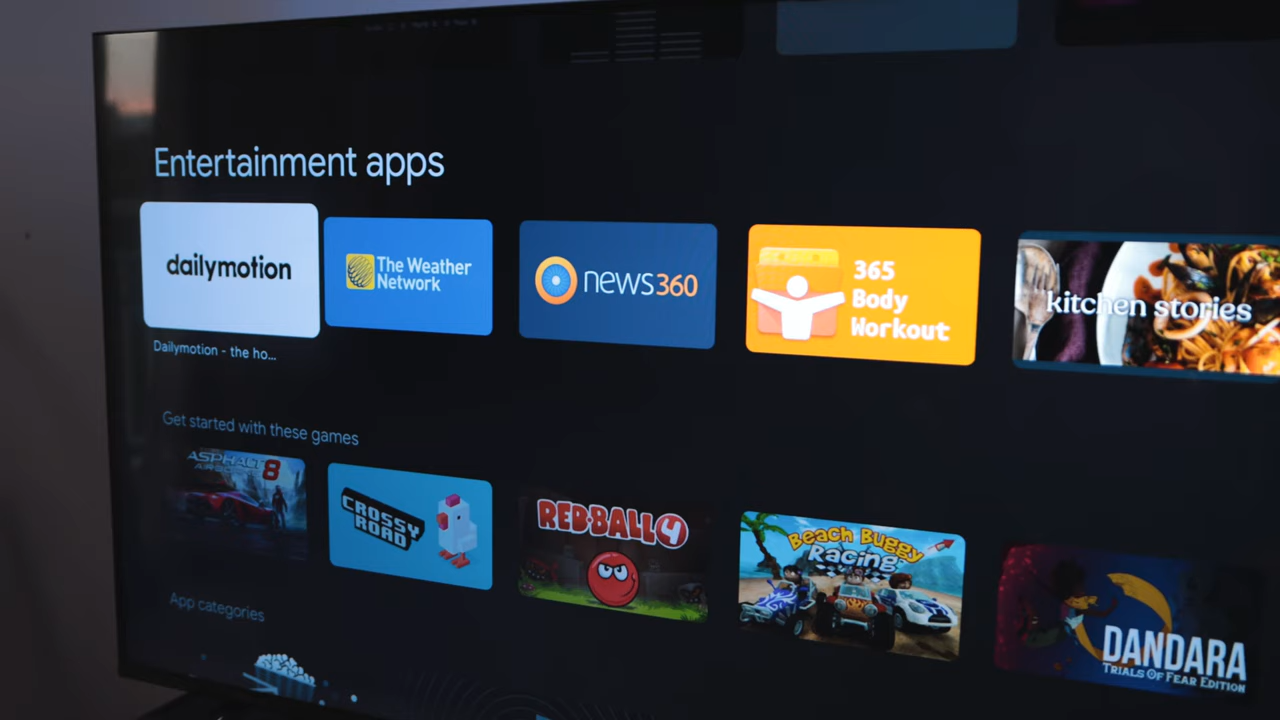 Entertainment apps
dailymotion
The Weather
Network
news360
365
Body
Workout
kitchen stories
Dailymotion - the ho...
Get started with these games
ASPHALT 8
CROSSY
ROAD
RED BALL 4
Beach Buggy
Racing
DANDARA
TRIALS OF FEAR EDITION
App categories